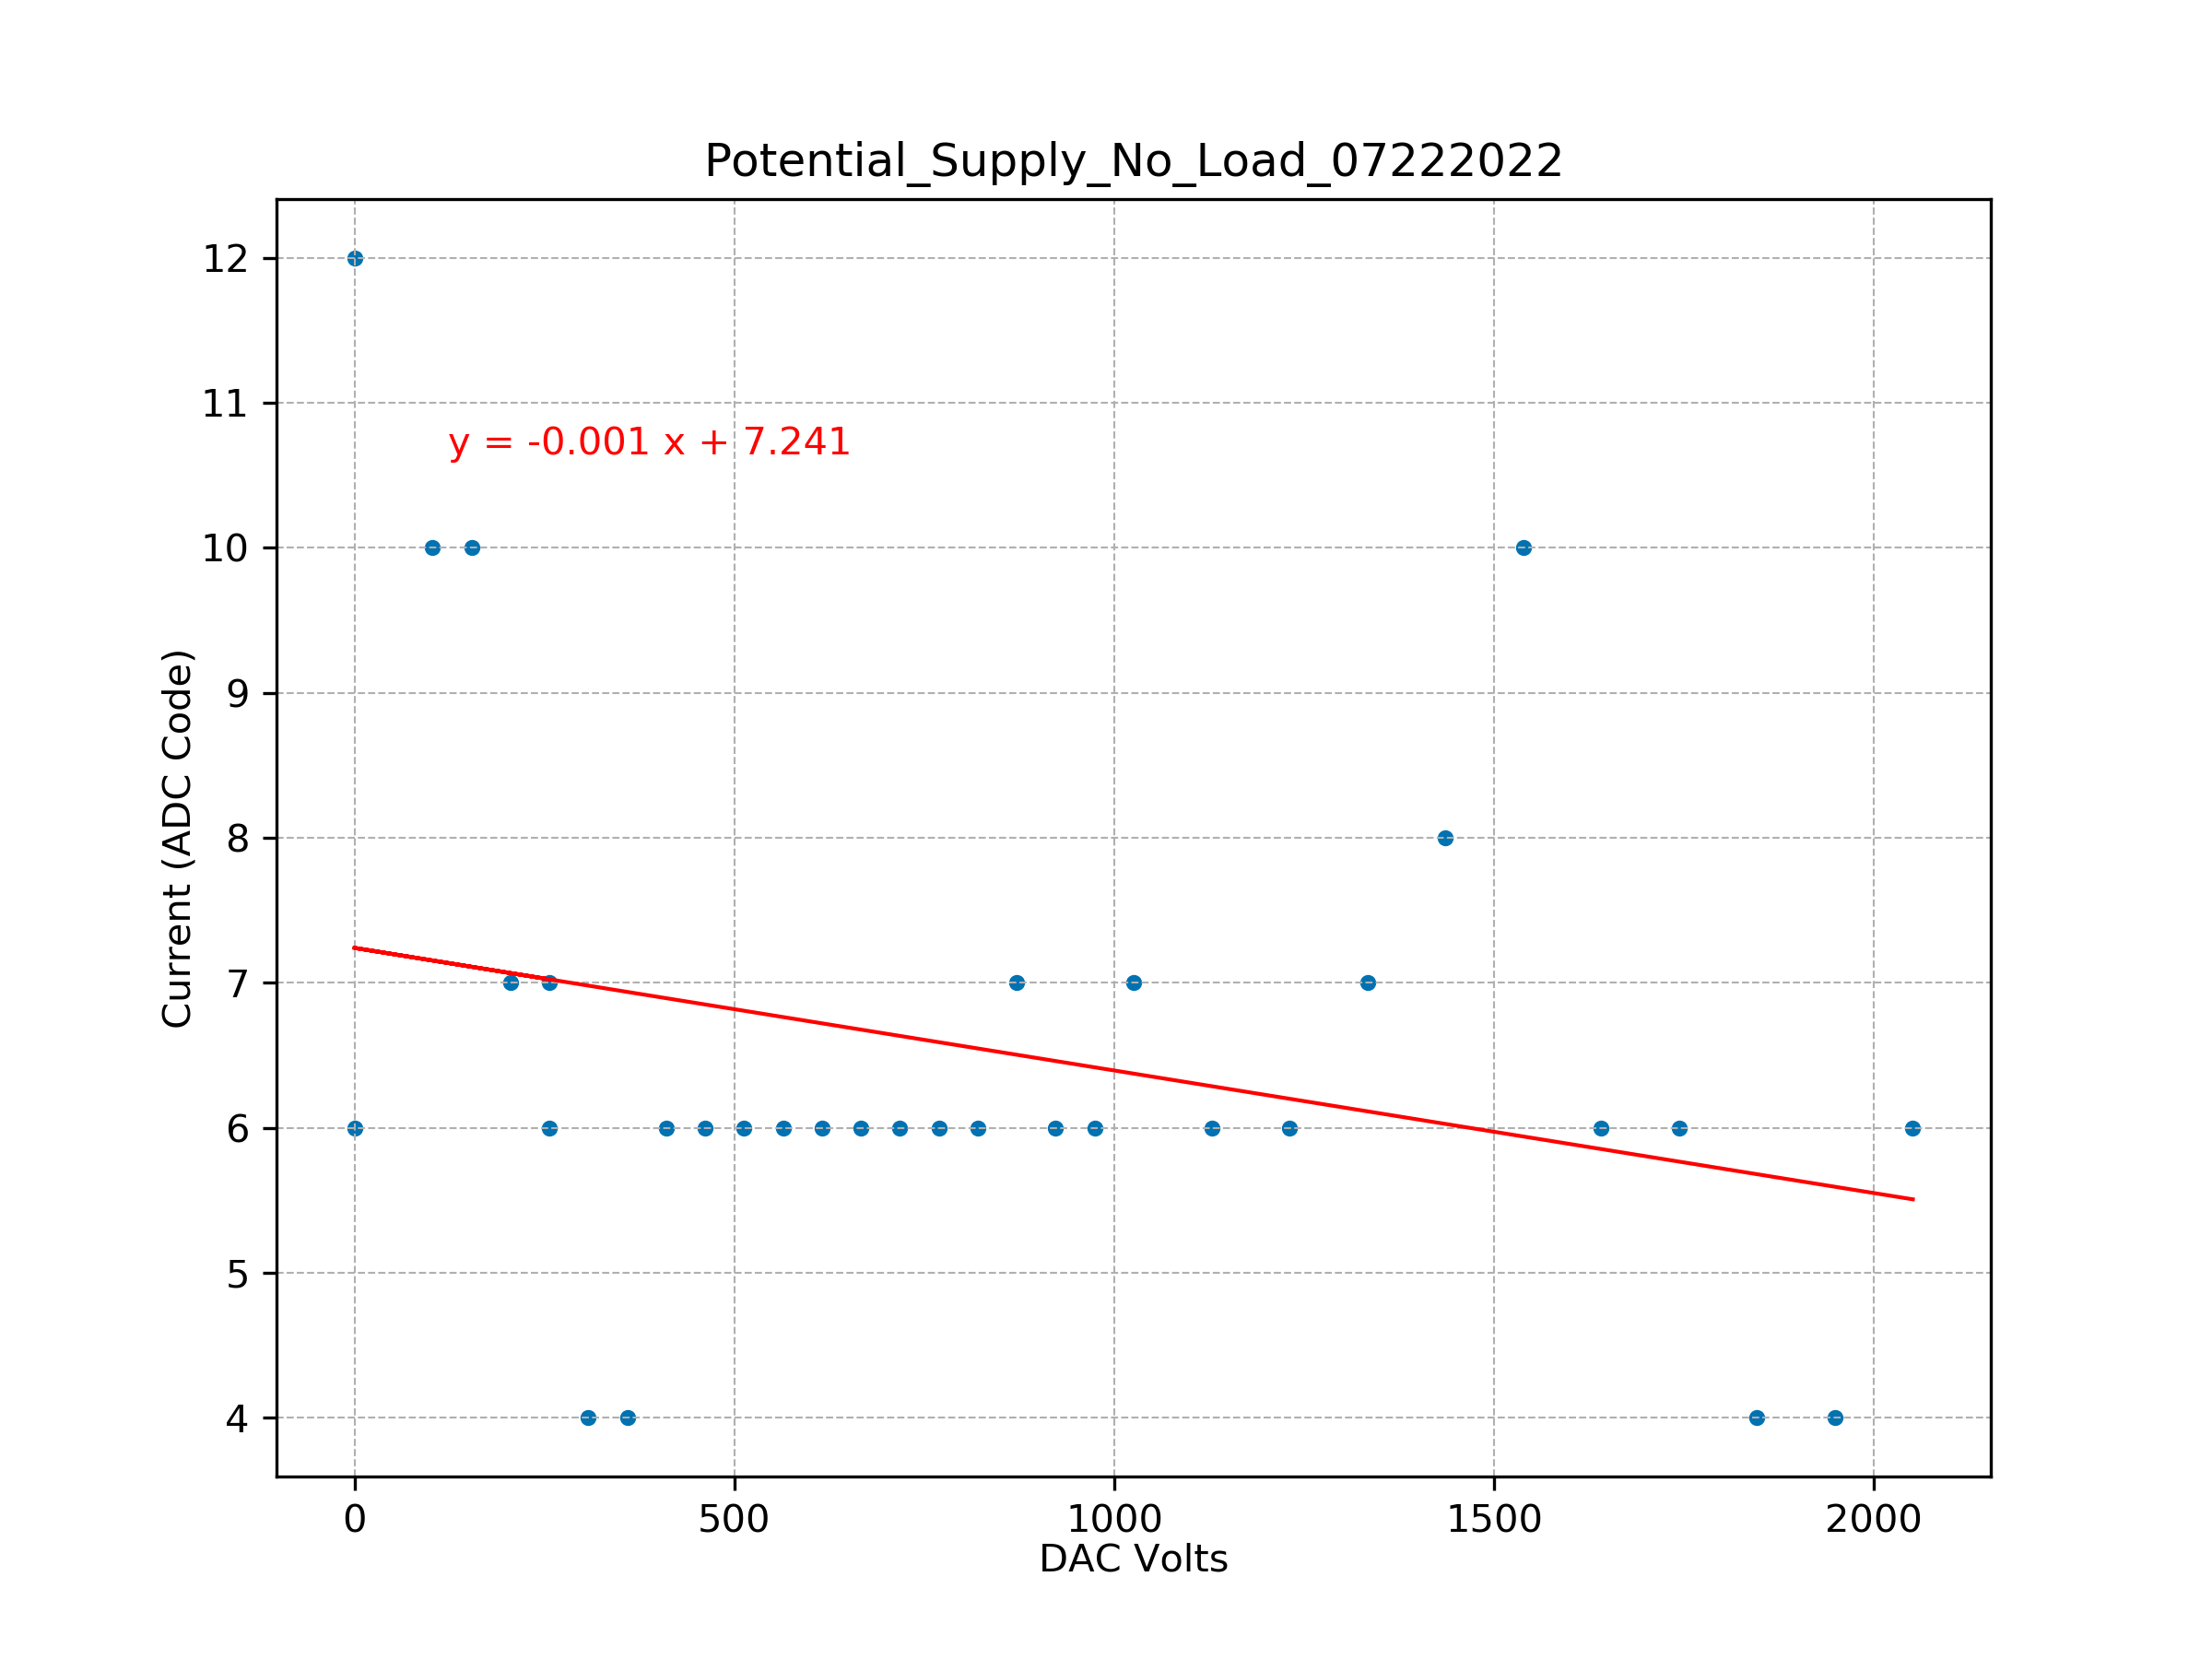 Potential_Supply_No_Load_07222022
12
11
y = -0.001 x + 7.241
10
9
Current (ADC Code)
8
7
6
5
4
0 500 1000 1500 2000
DAC Volts